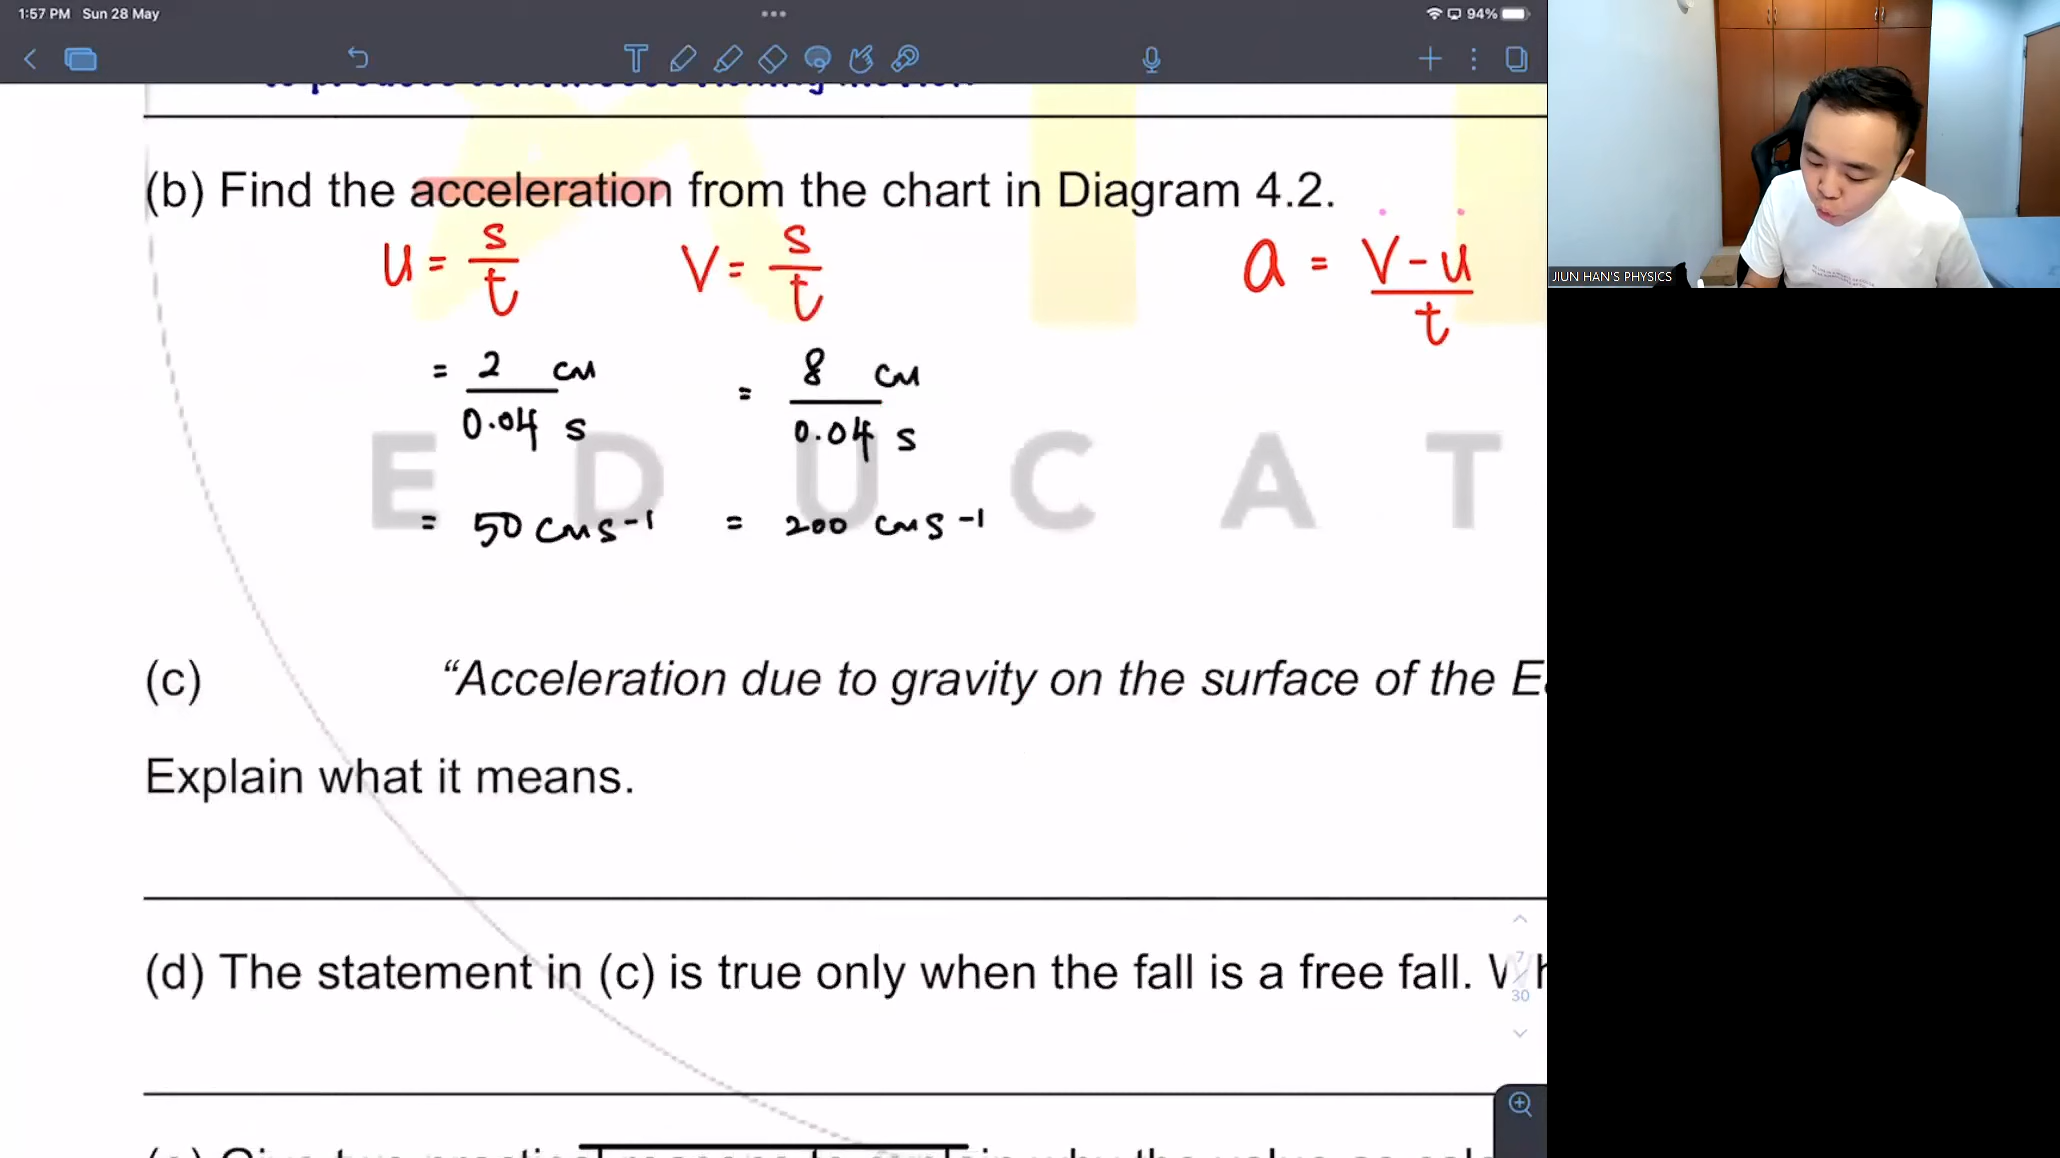 1:57 PM Sun 28 May
94%
(b) Find the acceleration from the chart in Diagram 4.2.
u = s/t
v = s/t
a = v-u/t
= 2 cm/0.04 s
= 8 cm/0.04 s
E D U C A T
= 50 cms⁻¹
= 200 cms⁻¹
(c) “Acceleration due to gravity on the surface of the E
Explain what it means.
(d) The statement in (c) is true only when the fall is a free fall. Wh
7
30
JIUN HAN'S PHYSICS